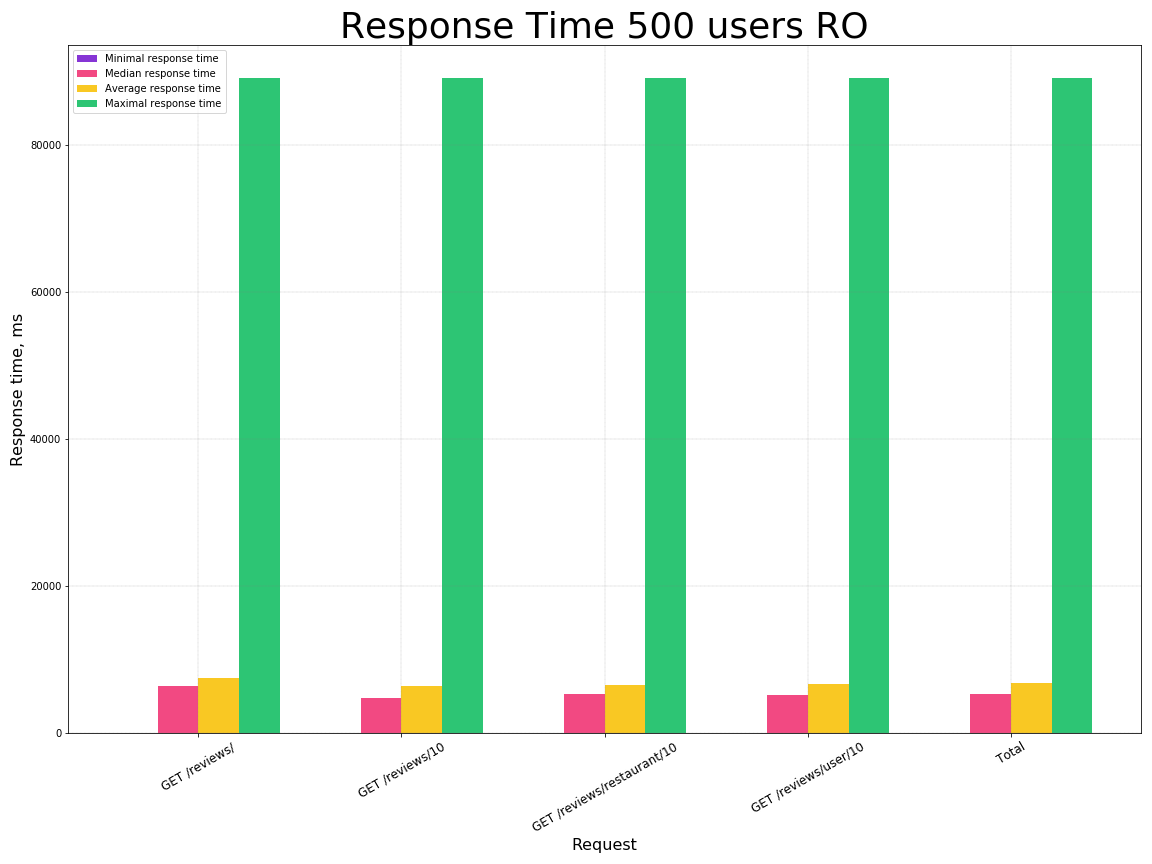 Response Time 500 users RO
Minimal response time
Median response time
Average response time
Maximal response time
80000
60000
40000
20000
0
Response time, ms
GET /reviews/
GET /reviews/10
GET /reviews/restaurant/10
GET /reviews/user/10
Total
Request